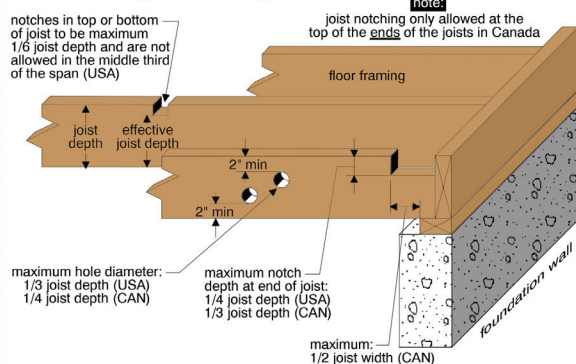 note:
joist notching only allowed at the
top of the ends of the joists in Canada
notches in top or bottom
of joist to be maximum
1/6 joist depth and are not
allowed in the middle third
of the span (USA)
floor framing
joist
depth
effective
joist depth
2" min
2" min
maximum hole diameter:
1/3 joist depth (USA)
1/4 joist depth (CAN)
maximum notch
depth at end of joist:
1/4 joist depth (USA)
1/3 joist depth (CAN)
maximum:
1/2 joist width (CAN)
foundation wall